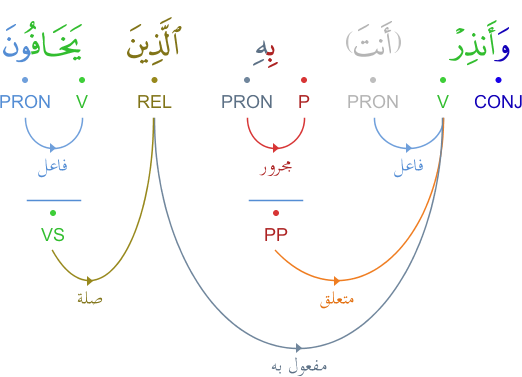 وَأَنذِرْ (أَنتَ) بِهِ ٱلَّذِينَ يَخَافُونَ
CONJ V PRON P PRON REL V PRON
فاعل مجرور فاعل
PP VS
متعلق صلة
مفعول به